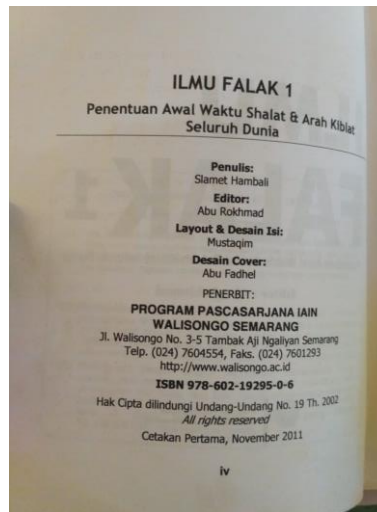 ILMU FALAK 1
Penentuan Awal Waktu Shalat & Arah Kiblat
Seluruh Dunia
Penulis:
Slamet Hambali
Editor:
Abu Rokhmad
Layout & Desain Isi:
Mustaqim
Desain Cover:
Abu Fadhel
PENERBIT:
PROGRAM PASCASARJANA IAIN
WALISONGO SEMARANG
Jl. Walisongo No. 3-5 Tambak Aji Ngaliyan Semarang
Telp. (024) 7604554, Faks. (024) 7601293
http://www.walisongo.ac.id
ISBN 978-602-19295-0-6
Hak Cipta dilindungi Undang-Undang No. 19 Th. 2002
All rights reserved
Cetakan Pertama, November 2011
iv